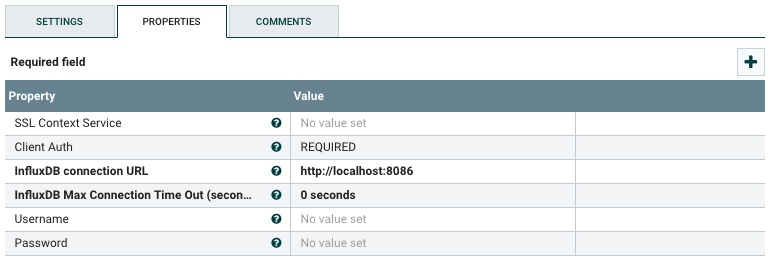 SETTINGS PROPERTIES COMMENTS
Required field
Property Value
SSL Context Service No value set
Client Auth REQUIRED
InfluxDB connection URL http://localhost:8086
InfluxDB Max Connection Time Out (secon... 0 seconds
Username No value set
Password No value set